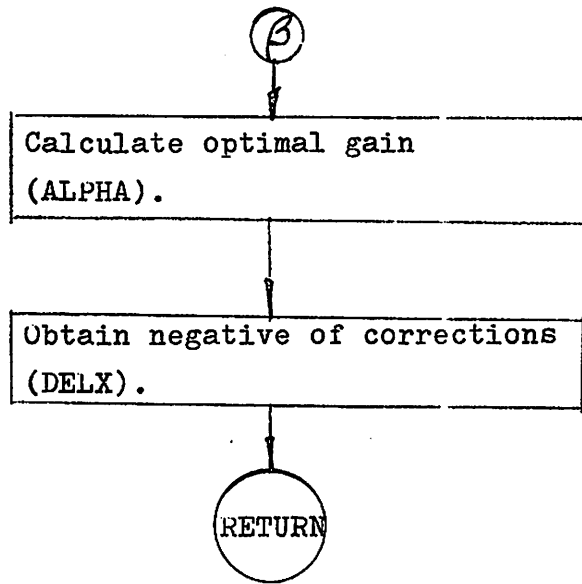 β
Calculate optimal gain
(ALPHA).
Obtain negative of corrections
(DELX).
RETURN